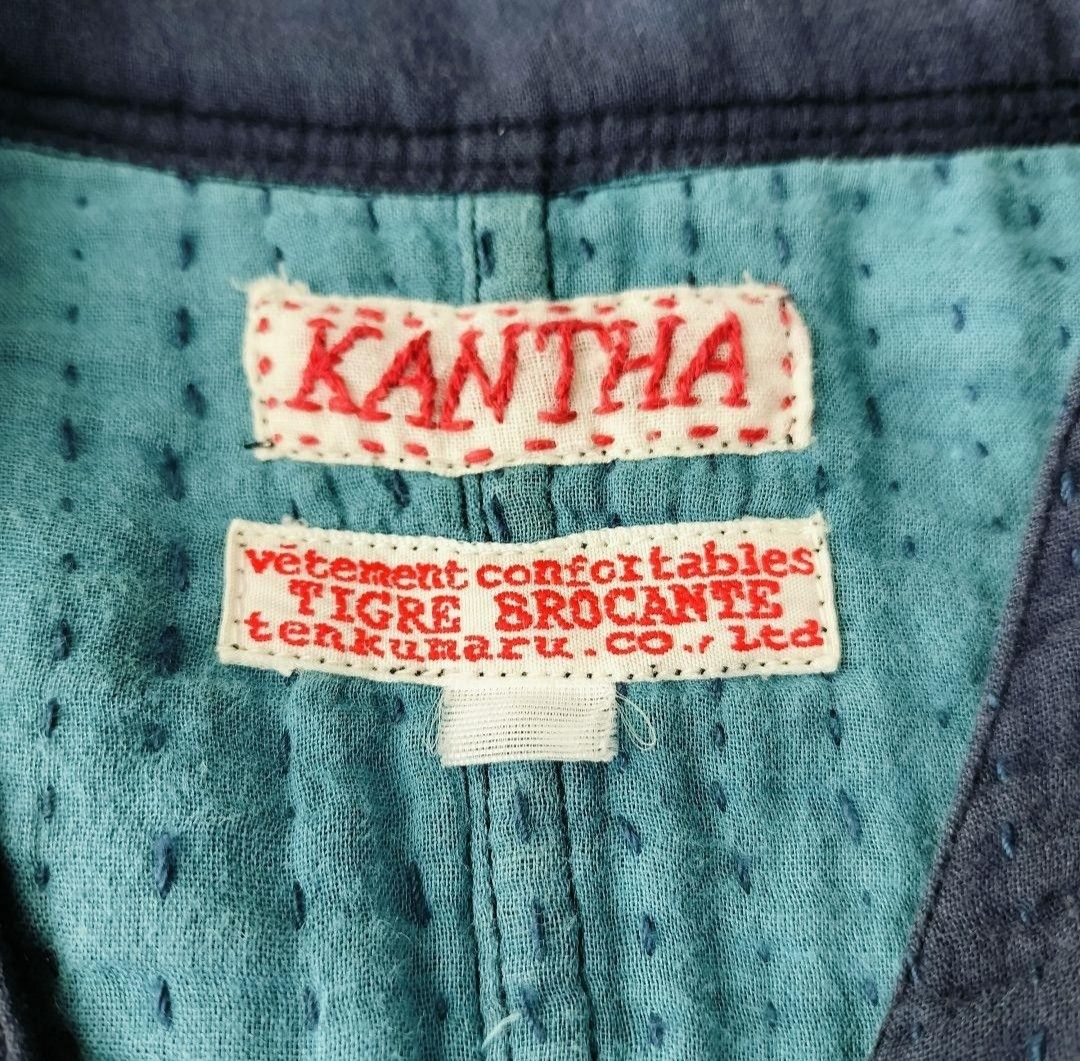 KANTHA
vêtement confortables
TIGRE BROCANTE
tenkumaru.co., ltd